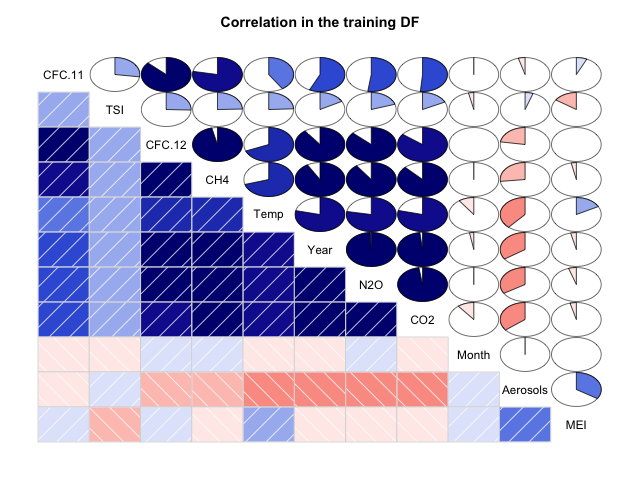 Correlation in the training DF
CFC.11
TSI
CFC.12
CH4
Temp
Year
N2O
CO2
Month
Aerosols
MEI